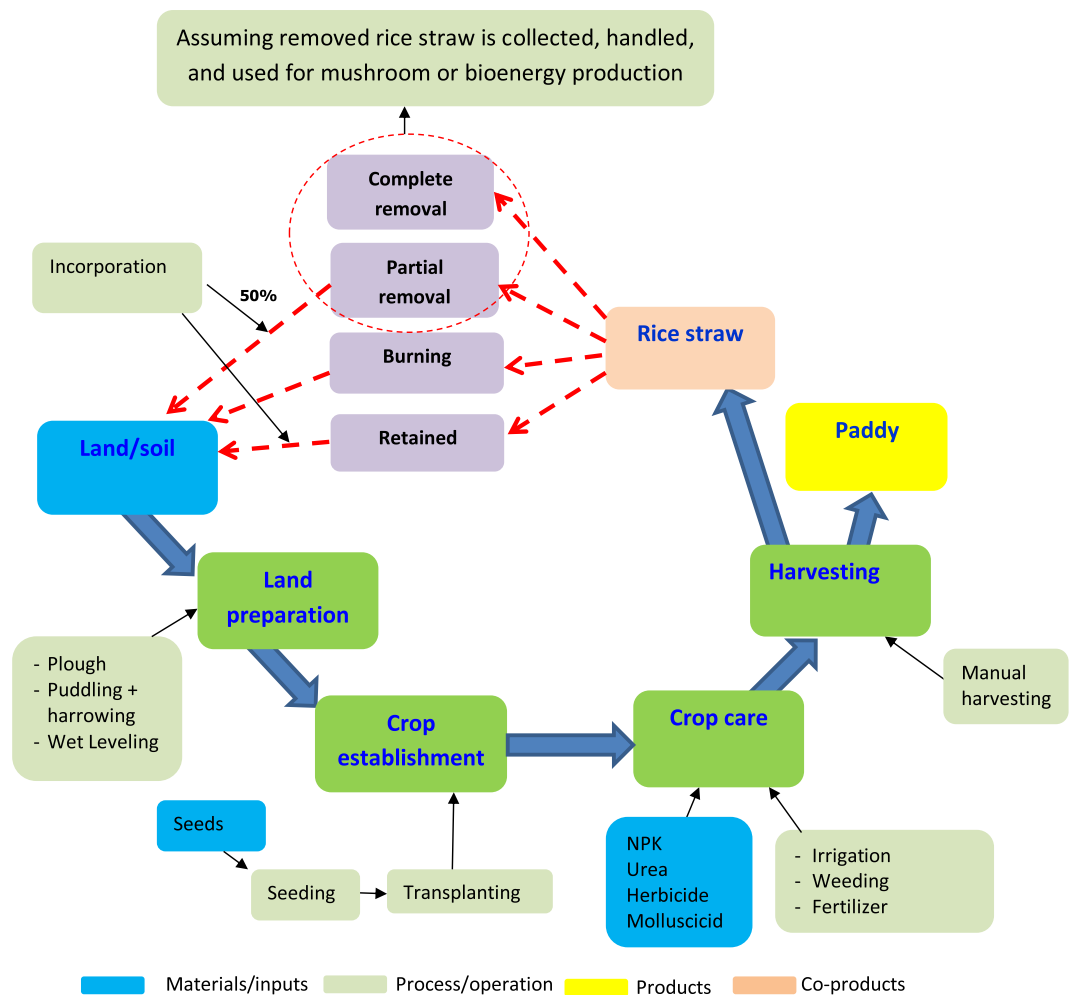 Assuming removed rice straw is collected, handled,
and used for mushroom or bioenergy production
Complete
removal
Incorporation
50%
Partial
removal
Rice straw
Burning
Retained
Land/soil
Paddy
Land
preparation
Harvesting
- Plough
- Puddling +
harrowing
- Wet Leveling
Manual
harvesting
Crop
establishment
Crop care
Seeds
Seeding
Transplanting
NPK
Urea
Herbicide
Molluscicid
- Irrigation
- Weeding
- Fertilizer
Materials/inputs
Process/operation
Products
Co-products